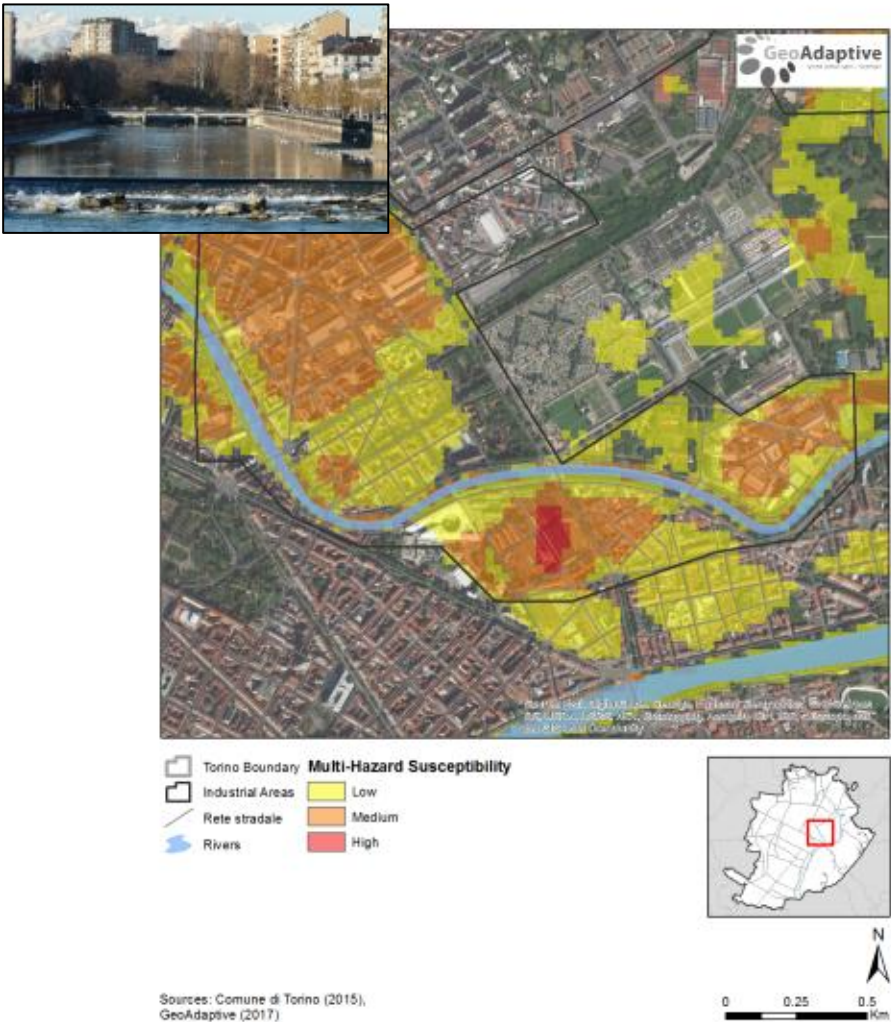 GeoAdaptive
Torino Boundary
Industrial Areas
Rete stradale
Rivers
Multi-Hazard Susceptibility
Low
Medium
High
N
0 0.25 0.5
Km
Sources: Comune di Torino (2015),
GeoAdaptive (2017)